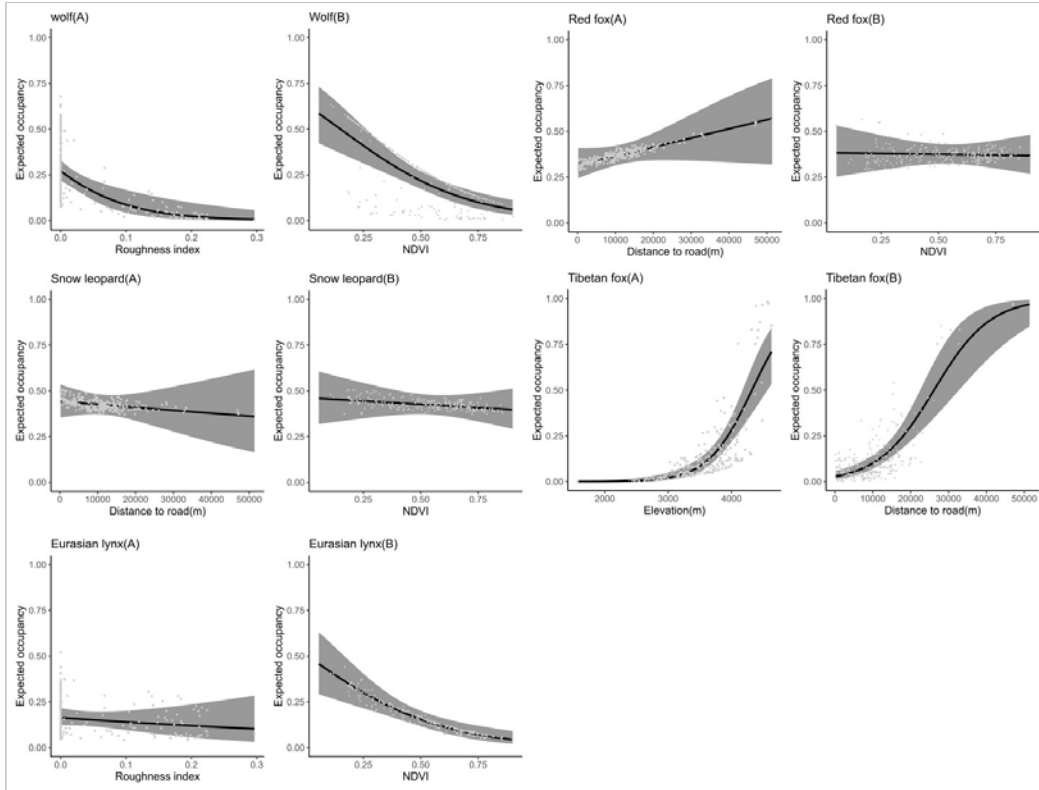 wolf(A)
Expected occupancy
1.00
0.75
0.50
0.25
0.00
0.0 0.1 0.2 0.3
Roughness index
Wolf(B)
Expected occupancy
1.00
0.75
0.50
0.25
0.00
0.25 0.50 0.75
NDVI
Red fox(A)
Expected occupancy
1.00
0.75
0.50
0.25
0.00
0 10000 20000 30000 40000 50000
Distance to road(m)
Red fox(B)
Expected occupancy
1.00
0.75
0.50
0.25
0.00
0.25 0.50 0.75
NDVI
Snow leopard(A)
Expected occupancy
1.00
0.75
0.50
0.25
0.00
0 10000 20000 30000 40000 50000
Distance to road(m)
Snow leopard(B)
Expected occupancy
1.00
0.75
0.50
0.25
0.00
0.25 0.50 0.75
NDVI
Tibetan fox(A)
Expected occupancy
1.00
0.75
0.50
0.25
0.00
2000 3000 4000
Elevation(m)
Tibetan fox(B)
Expected occupancy
1.00
0.75
0.50
0.25
0.00
0 10000 20000 30000 40000 50000
Distance to road(m)
Eurasian lynx(A)
Expected occupancy
1.00
0.75
0.50
0.25
0.00
0.0 0.1 0.2 0.3
Roughness index
Eurasian lynx(B)
Expected occupancy
1.00
0.75
0.50
0.25
0.00
0.25 0.50 0.75
NDVI